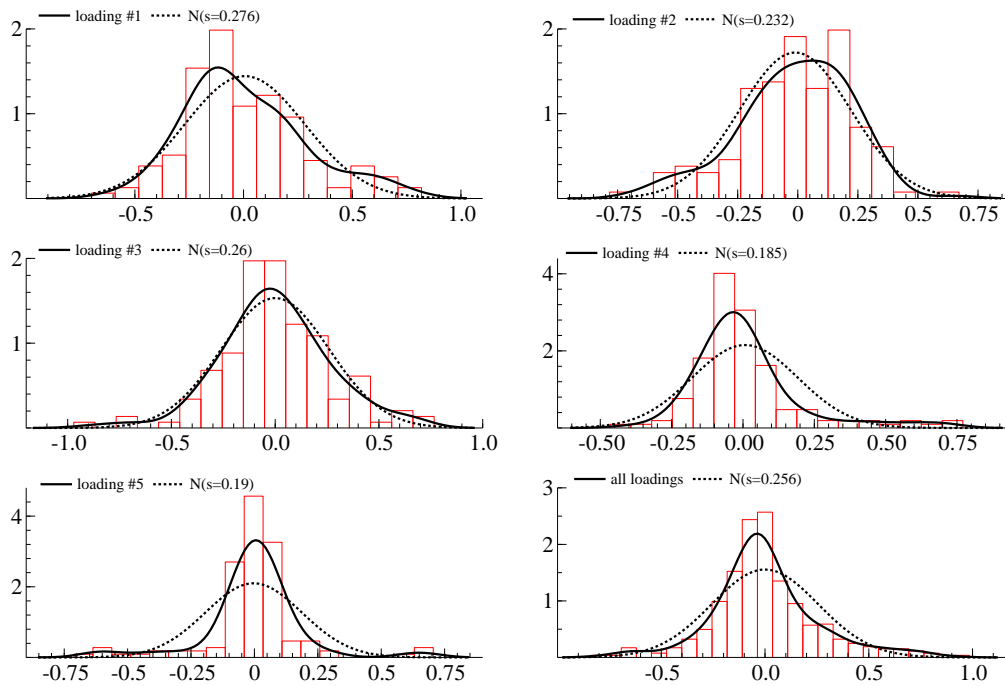 loading #1 N(s=0.276)
2
1
-0.5 0.0 0.5 1.0
loading #2 N(s=0.232)
2
1
-0.75 -0.5 -0.25 0 0.25 0.5 0.75
loading #3 N(s=0.26)
2
1
-1.0 -0.5 0.0 0.5 1.0
loading #4 N(s=0.185)
4
2
-0.50 -0.25 0.00 0.25 0.50 0.75
loading #5 N(s=0.19)
4
2
-0.75 -0.5 -0.25 0 0.25 0.5 0.75
all loadings N(s=0.256)
3
2
1
-0.5 0.0 0.5 1.0